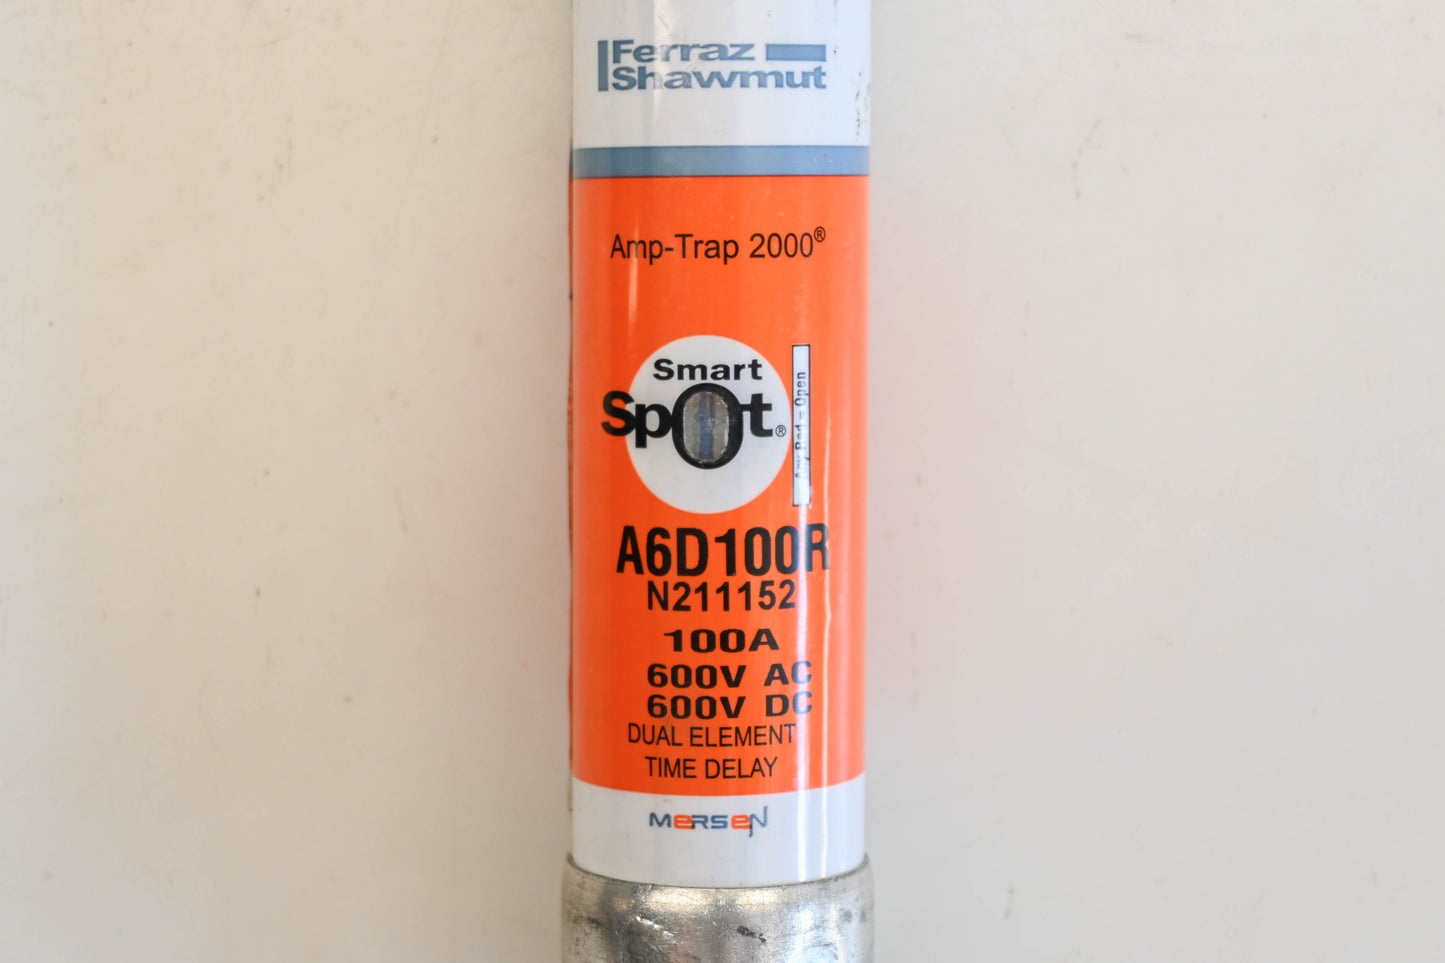 Ferraz
Shawmut
Amp-Trap 2000®
Smart
Spot®
Any Red = Open
A6D100R
N211152
100A
600V AC
600V DC
DUAL ELEMENT
TIME DELAY
MERSEN